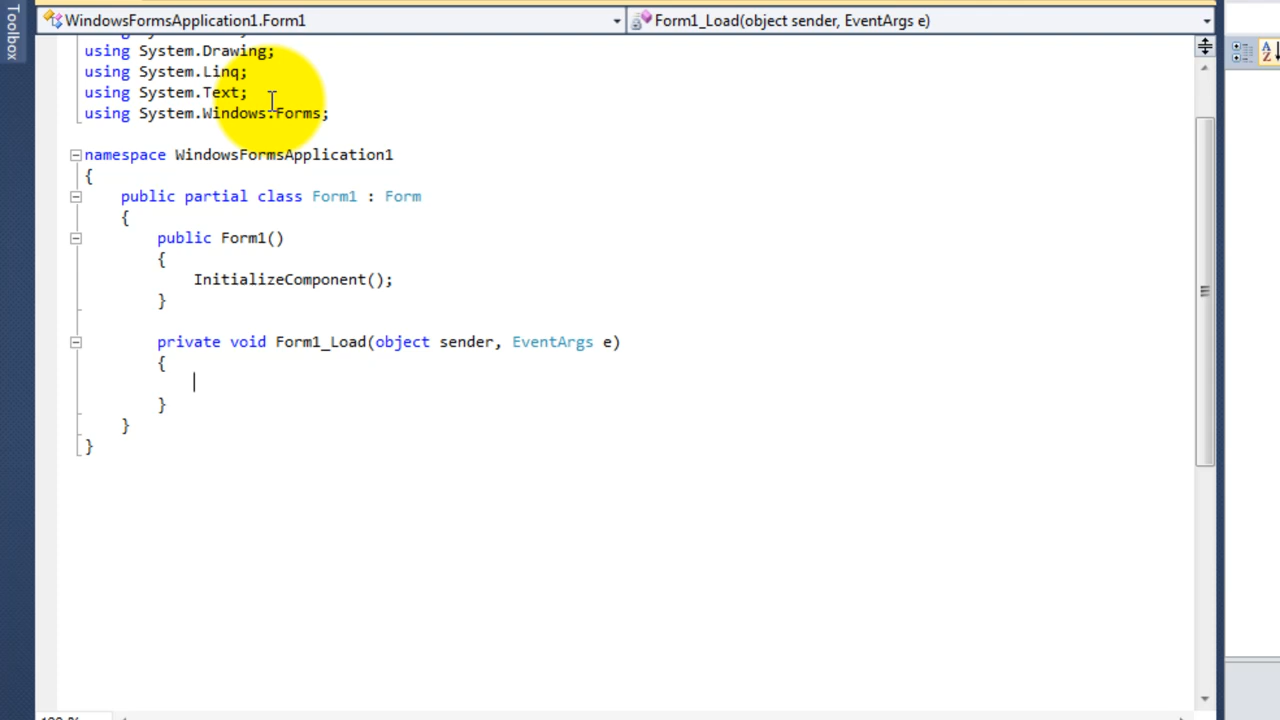 Toolbox
WindowsFormsApplication1.Form1
Form1_Load(object sender, EventArgs e)
using System.Drawing;
using System.Linq;
using System.Text;
using System.Windows.Forms;
namespace WindowsFormsApplication1
{
public partial class Form1 : Form
{
public Form1()
{
InitializeComponent();
}
private void Form1_Load(object sender, EventArgs e)
{
}
}
}